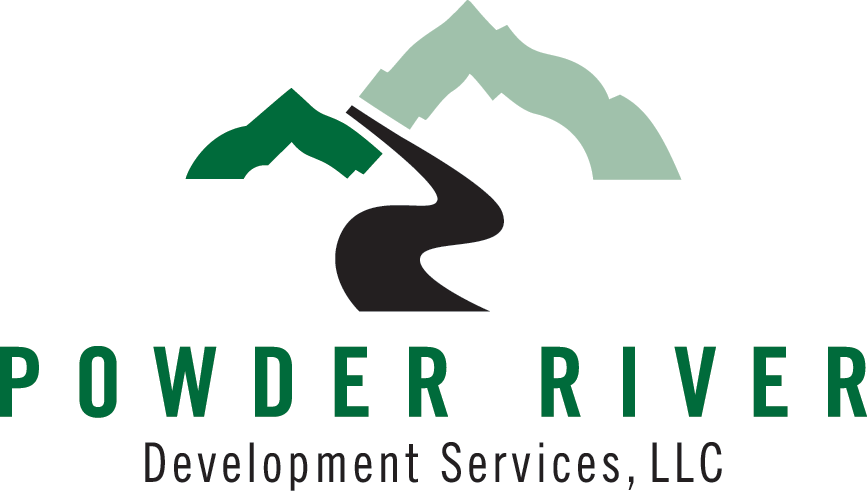 POWDER RIVER
Development Services, LLC